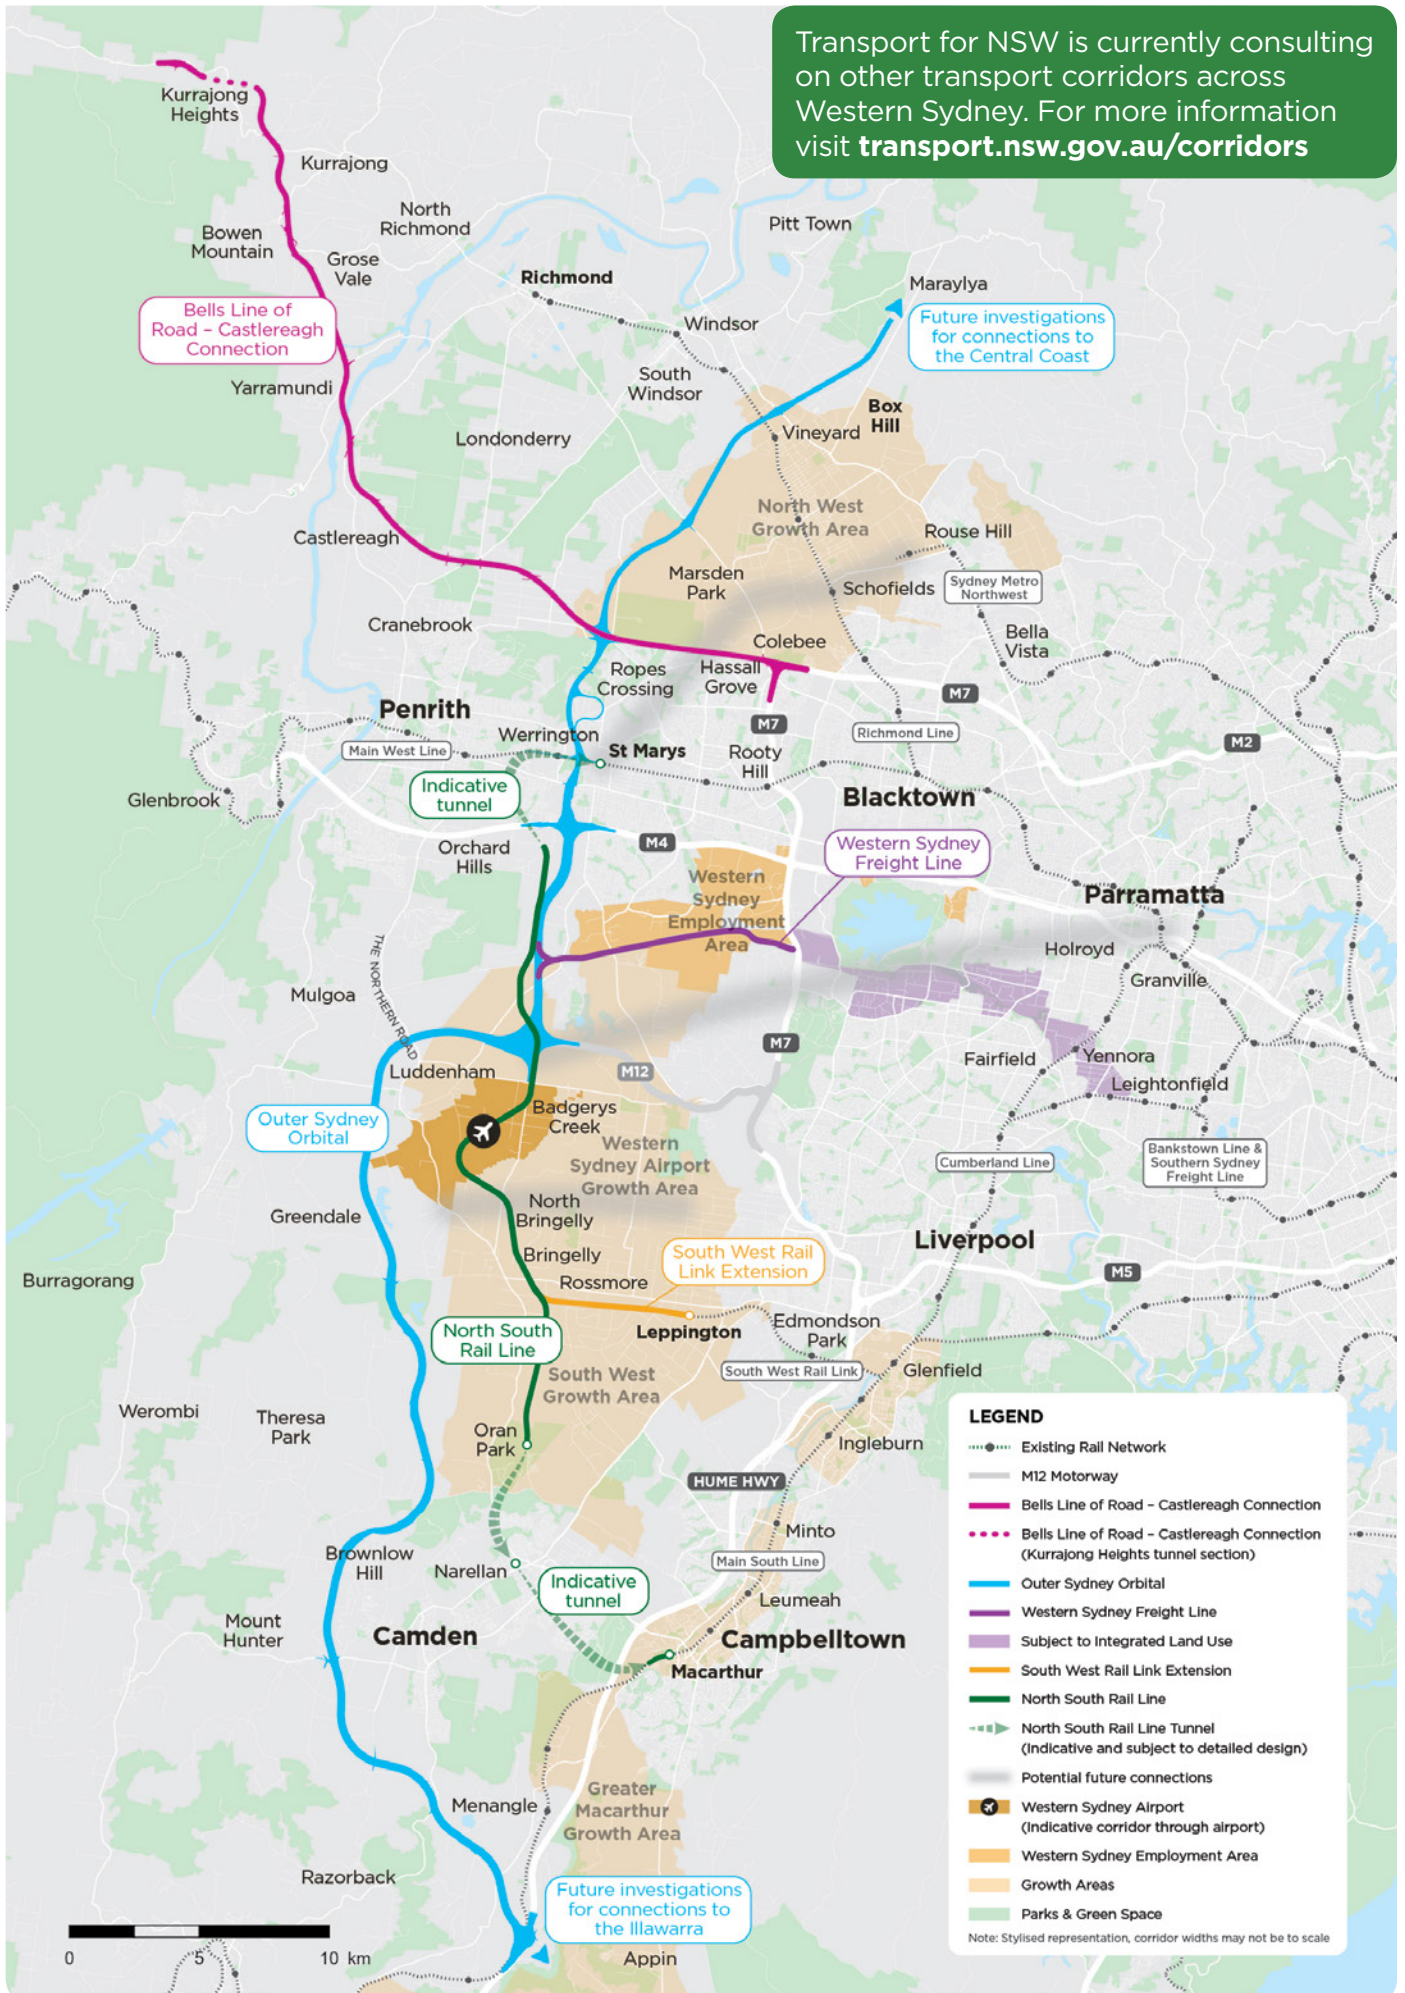 Transport for NSW is currently consulting
on other transport corridors across
Western Sydney. For more information
visit transport.nsw.gov.au/corridors
Kurrajong
Heights
Kurrajong
North
Richmond
Pitt Town
Bowen
Mountain
Grose
Vale
Richmond
Maraylya
Bells Line of
Road – Castlereagh
Connection
Windsor
Future investigations
for connections to
the Central Coast
Yarramundi
South
Windsor
Box
Hill
Londonderry
Vineyard
North West
Growth Area
Castlereagh
Rouse Hill
Marsden
Park
Schofields
Sydney Metro
Northwest
Cranebrook
Colebee
Bella
Vista
Ropes
Crossing
Hassall
Grove
M7
Penrith
M7
Richmond Line
Werrington
St Marys
M2
Main West Line
Rooty
Hill
Indicative
tunnel
Glenbrook
Blacktown
Orchard
Hills
M4
Western Sydney
Freight Line
Western
Sydney
Employment
Area
Parramatta
Holroyd
THE NORTHERN ROAD
Granville
Mulgoa
M7
Fairfield
Yennora
Luddenham
M12
Leightonfield
Outer Sydney
Orbital
Badgerys
Creek
Western
Sydney Airport
Growth Area
Cumberland Line
Bankstown Line &
Southern Sydney
Freight Line
North
Bringelly
Greendale
Liverpool
Bringelly
South West Rail
Link Extension
M5
Burragorang
Rossmore
North South
Rail Line
Leppington
Edmondson
Park
South West Rail Link
Glenfield
South West
Growth Area
Werombi
Theresa
Park
Oran
Park
Ingleburn
HUME HWY
Minto
Brownlow
Hill
Narellan
Main South Line
Indicative
tunnel
Leumeah
Mount
Hunter
Camden
Campbelltown
Macarthur
Greater
Macarthur
Growth Area
Menangle
Razorback
Future investigations
for connections to
the Illawarra
Appin
0 5 10 km
LEGEND
Existing Rail Network
M12 Motorway
Bells Line of Road – Castlereagh Connection
Bells Line of Road – Castlereagh Connection
(Kurrajong Heights tunnel section)
Outer Sydney Orbital
Western Sydney Freight Line
Subject to Integrated Land Use
South West Rail Link Extension
North South Rail Line
North South Rail Line Tunnel
(Indicative and subject to detailed design)
Potential future connections
Western Sydney Airport
(Indicative corridor through airport)
Western Sydney Employment Area
Growth Areas
Parks & Green Space
Note: Stylised representation, corridor widths may not be to scale